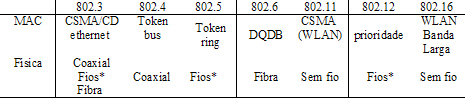 802.3 802.4 802.5 802.6 802.11 802.12 802.16
MAC CSMA/CD ethernet Token bus Token ring DQDB CSMA (WLAN) prioridade WLAN Banda Larga
Fisica Coaxial Fios* Fibra Coaxial Fios* Fibra Sem fio Fios* Sem fio